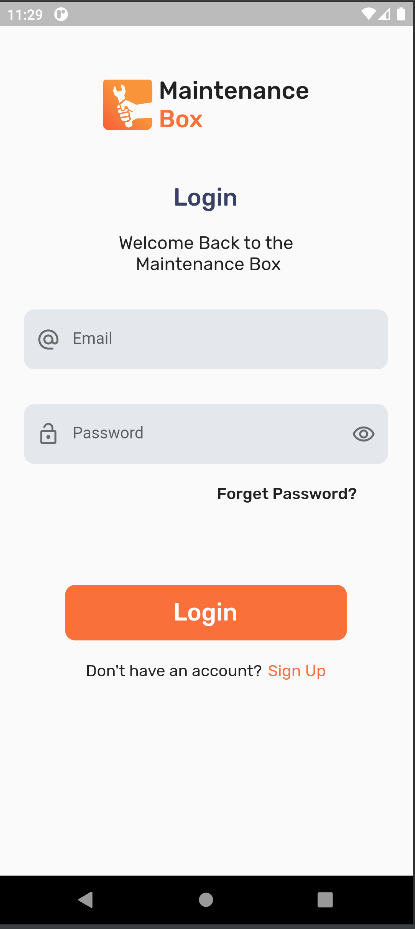 11:29
Maintenance
Box
Login
Welcome Back to the
Maintenance Box
Email
Password
Forget Password?
Login
Don't have an account? Sign Up